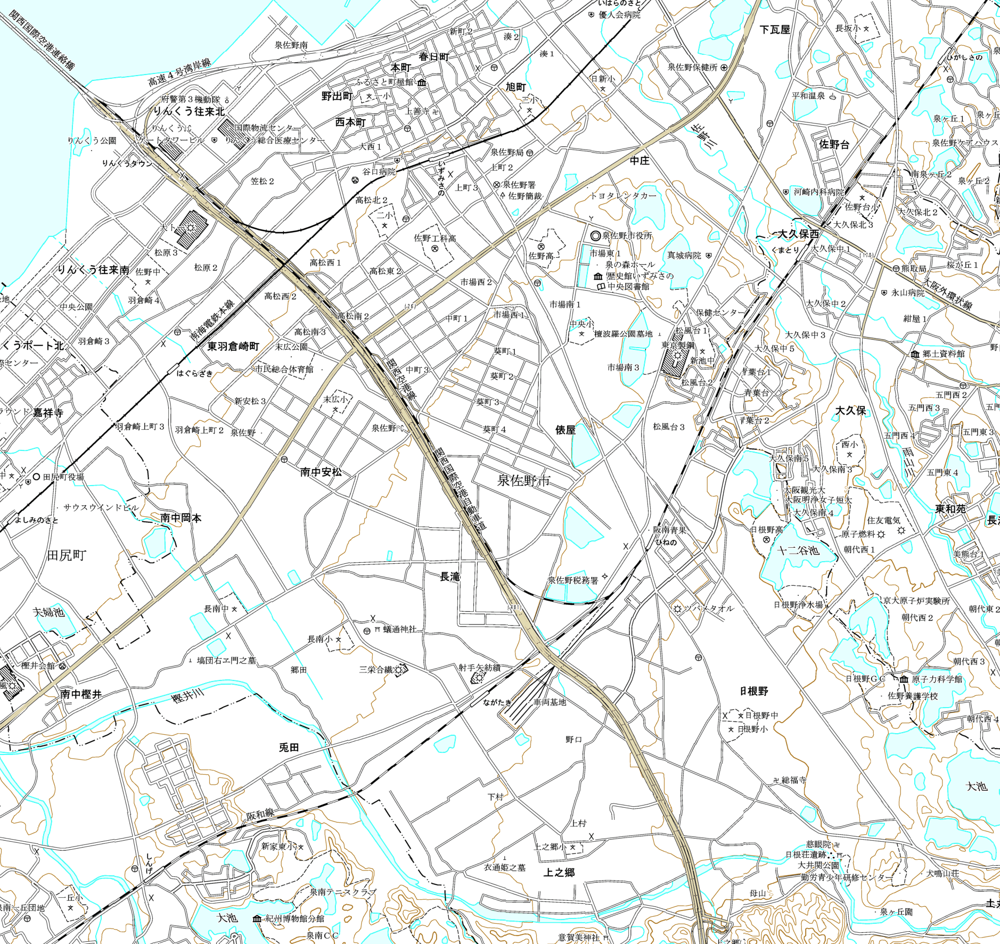 関西国際空港連絡橋
高速4号湾岸線
泉佐野南
新町2
湊2
湊1
いはらのさと
優人会病院
下瓦屋
長坂小
ひがしさの
春日町
本町
ふるさと町屋館
野出町
一小
西本町
上善寺
旭町
三小
日新小
泉佐野保健所
平和温泉
泉ヶ丘1
泉佐野ケアハウス
佐野台
佐野川
府警第3機動隊
りんくう往来北
りんくうJC
国際物流センター
ゲートタワービル
りんくう総合医療センター
りんくう公園
りんくうタウン
大西1
谷口病院
いずみさの
泉佐野局
上町2
上町3
泉佐野署
佐野簡裁
中庄
トヨタレンタカー
笠松2
高松北2
二小
河崎内科病院
佐野台小
南泉ヶ丘2
泉ヶ丘2
大久保北2
大久保北3
大久保西
くまとり
大久保中1
大トー
松原3
松原2
りんくう往来南
佐野中
羽倉崎4
中央公園
羽倉崎3
高松西1
高松西2
高松東2
佐野工科高
佐野高
泉佐野市役所
市場東1
泉の森ホール
歴史館いずみさの
中央図書館
真城病院
(170)
熊取局
桜が丘1
大阪外環状線
永山病院
大久保中2
紺屋1
市場西2
市場西1
市場南1
(26)
中町1
高松南2
高松南3
南海電鉄本線
東羽倉崎町
末広公園
市民総合体育館
はぐらざき
くうポート北
際センター
嘉祥寺
中央小
檀波羅公園墓地
保健センター
松風台1
東京製鋼
新池中
松風台2
大久保中3
大久保中5
郷土資料館
青葉台1
青葉台
青葉台2
市場南3
葵町1
葵町2
葵町3
葵町4
中町3
関西空港線
新安松3
末広小
羽倉崎上町3
羽倉崎上町2
泉佐野
泉佐野IC
俵屋
松風台3
大久保
五門西2
五門西3
五門西4
五門東3
五門東4
西小
雨山川
大久保南5
大久保南3
大阪観光大
大阪明浄女子短大
大久保南4
住友電気
原子燃料
東和苑
田尻町役場
南中安松
泉佐野市
関西国際空港自動車道
サウスウインドビル
よしみのさと
南中岡本
田尻町
阪南青果
ひねの
日根野高
十二谷池
朝代西1
美熊台1
長滝
泉佐野税務署
(481)
ツバメタオル
日根野浄水場
京大原子炉実験所
朝代西2
朝代東2
夫婦池
長南中
長南小
蟻通神社
樫井会館
塙団右ヱ門之墓
郷田
三栄合繊
射手矢紡績
朝代西3
日根野GC
原子力科学館
佐野養護学校
南中樫井
樫井川
ながたき
車両基地
日根野
日根野中
日根野小
朝代西4
野口
兎田
大池
総福寺
下村
阪和線
上村
新家東小
上之郷小
慈眼院
日根荘遺跡
大井関公園
勤労青少年研修センター
犬鳴山荘
しんげ
衣通姫之墓
上之郷
母山
50
一丘小
泉南一丘団地
泉南テニスクラブ
大池
紀州博物館分館
泉南CC
泉ヶ丘園
意賀美神社